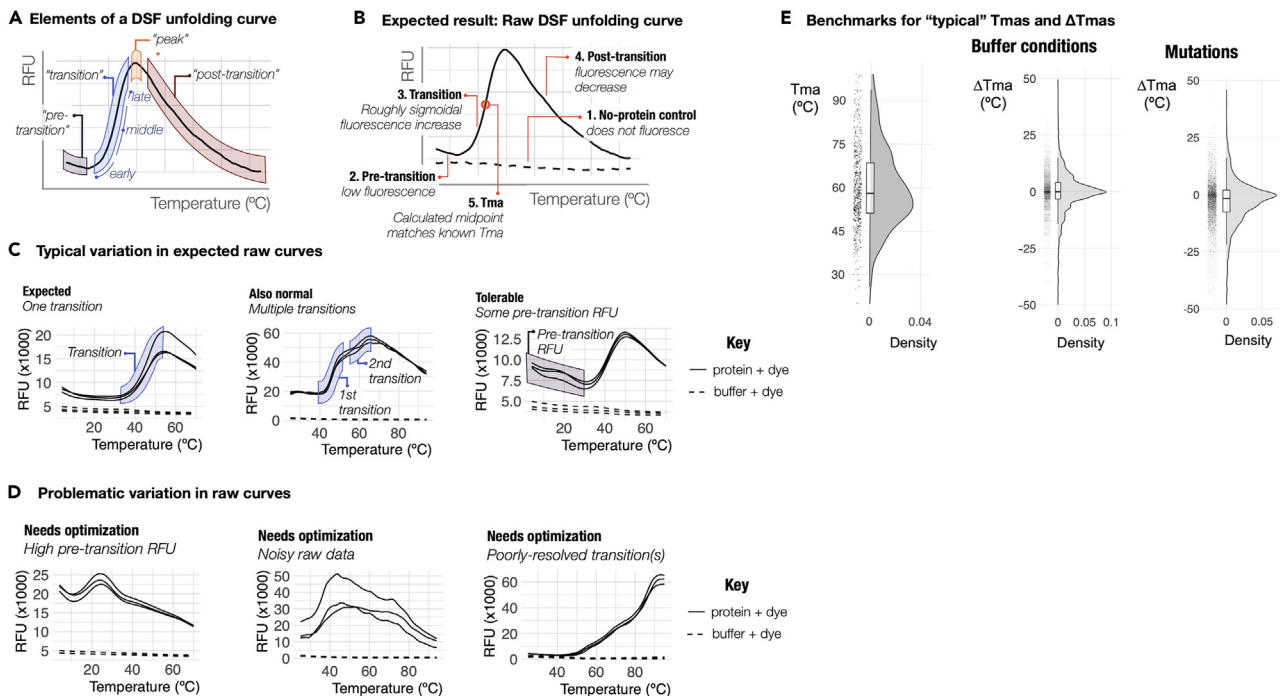 A Elements of a DSF unfolding curve
RFU
"peak"
"transition"
"post-transition"
late
"pre-
transition"
middle
early
Temperature (ºC)
B Expected result: Raw DSF unfolding curve
RFU
4. Post-transition
fluorescence may
decrease
3. Transition
Roughly sigmoidal
fluorescence increase
1. No-protein control
does not fluoresce
2. Pre-transition
low fluorescence
5. Tma
Temperature (ºC)
Calculated midpoint
matches known Tma
C Typical variation in expected raw curves
Expected
One transition
RFU (x1000)
20
15
10
5
Transition
20 40 60
Temperature (ºC)
Also normal
Multiple transitions
RFU (x1000)
60
40
20
0
2nd
transition
1st
transition
40 60 80
Temperature (ºC)
Tolerable
Some pre-transition RFU
RFU (x1000)
12.5
10.0
7.5
5.0
Pre-transition
RFU
20 40 60
Temperature (ºC)
Key
protein + dye
buffer + dye
D Problematic variation in raw curves
Needs optimization
High pre-transition RFU
RFU (x1000)
25
20
15
10
5
20 40 60
Temperature (ºC)
Needs optimization
Noisy raw data
RFU (x1000)
50
40
30
20
10
0
40 60 80
Temperature (ºC)
Needs optimization
Poorly-resolved transition(s)
RFU (x1000)
60
40
20
0
40 60 80
Temperature (ºC)
Key
protein + dye
buffer + dye
E Benchmarks for “typical” Tmas and ΔTmas
Tma
(ºC)
90
75
60
45
30
0 0.04
Density
Buffer conditions
ΔTma
(ºC)
50
25
0
-25
-50
0 0.05 0.1
Density
Mutations
ΔTma
(ºC)
50
25
0
-25
-50
0 0.05
Density